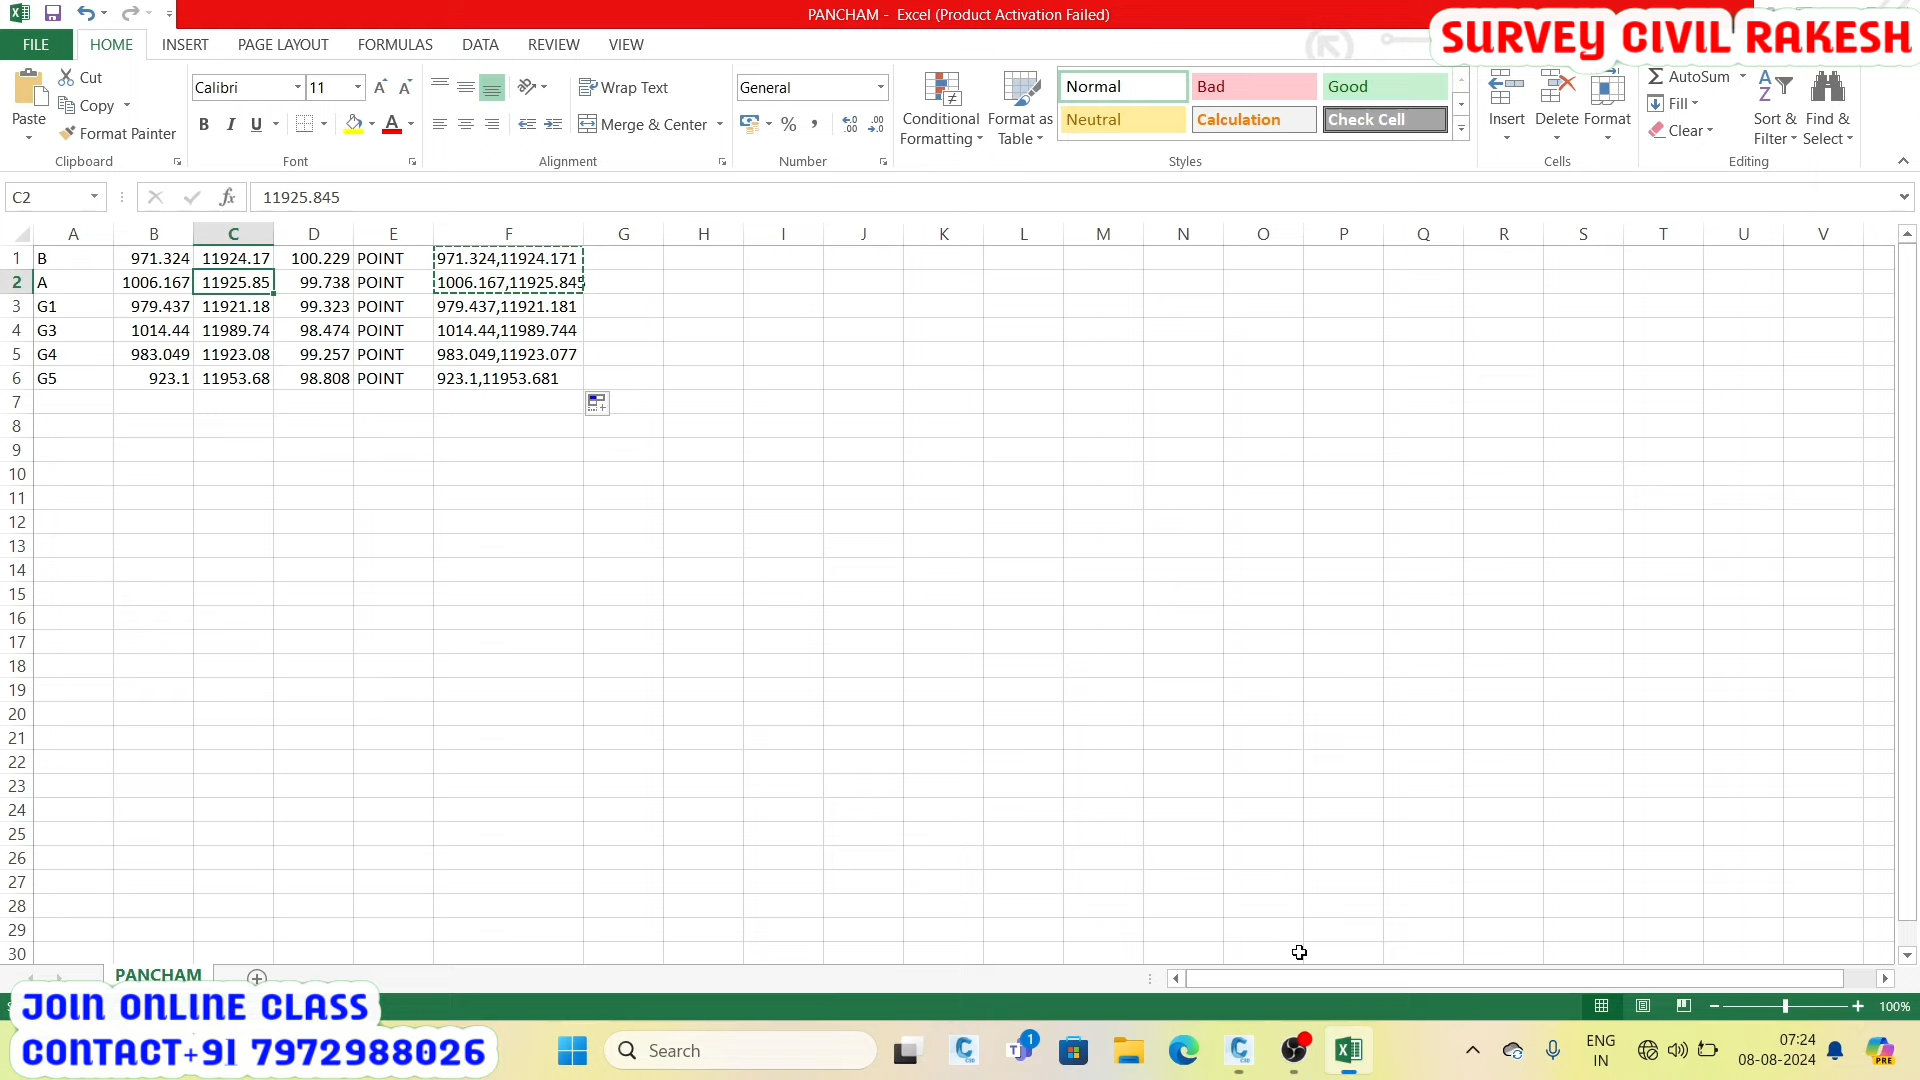 PANCHAM - Excel (Product Activation Failed)
SURVEY CIVIL RAKESH
FILE HOME INSERT PAGE LAYOUT FORMULAS DATA REVIEW VIEW
Paste
Cut
Copy
Format Painter
Clipboard
Calibri 11
B I U A
Font
Wrap Text
Merge & Center
Alignment
General
%
Number
Conditional Formatting
Format as Table
Normal Bad Good
Neutral Calculation Check Cell
Styles
Insert Delete Format
Cells
AutoSum
Fill
Clear
Sort & Filter
Find & Select
Editing
C2 fx 11925.845
A B C D E F G H I J K L M N O P Q R S T U V
1 B 971.324 11924.17 100.229 POINT 971.324,11924.171
2 A 1006.167 11925.85 99.738 POINT 1006.167,11925.845
3 G1 979.437 11921.18 99.323 POINT 979.437,11921.181
4 G3 1014.44 11989.74 98.474 POINT 1014.44,11989.744
5 G4 983.049 11923.08 99.257 POINT 983.049,11923.077
6 G5 923.1 11953.68 98.808 POINT 923.1,11953.681
7
8
9
10
11
12
13
14
15
16
17
18
19
20
21
22
23
24
25
26
27
28
29
30
PANCHAM
100%
JOIN ONLINE CLASS
CONTACT+91 7972988026
Search
1
ENG
IN
07:24
08-08-2024
PRE